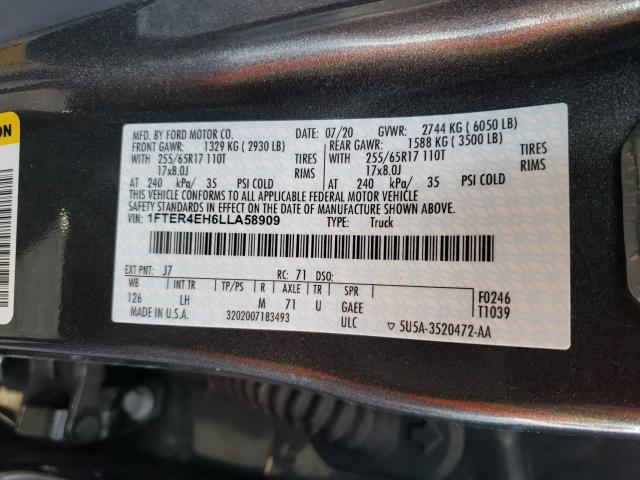 ON
MFD. BY FORD MOTOR CO. 07/20 GVWR: 2744 KG ( 6050 LB)
FRONT GAWR: 1329 KG ( 2930 LB) REAR GAWR: 1588 KG ( 3500 LB)
WITH 255/65R17 110T TIRES WITH 255/65R17 110T TIRES
17x8.0J RIMS 17x8.0J RIMS
AT 240 kPa/ 35 PSI COLD AT 240 kPa/ 35 PSI COLD
THIS VEHICLE CONFORMS TO ALL APPLICABLE FEDERAL MOTOR VEHICLE
SAFETY STANDARDS IN EFFECT ON THE DATE OF MANUFACTURE SHOWN ABOVE.
VIN: 1FTER4EH6LLA58909 TYPE: Truck
EXT PNT: J7 RC: 71 DSO:
WB INT TR TP/PS R AXLE TR SPR
126 LH M 71 U GAEE F0246
T1039
MADE IN U.S.A. 3202007183493 ULC ▽ 5U5A-3520472-AA